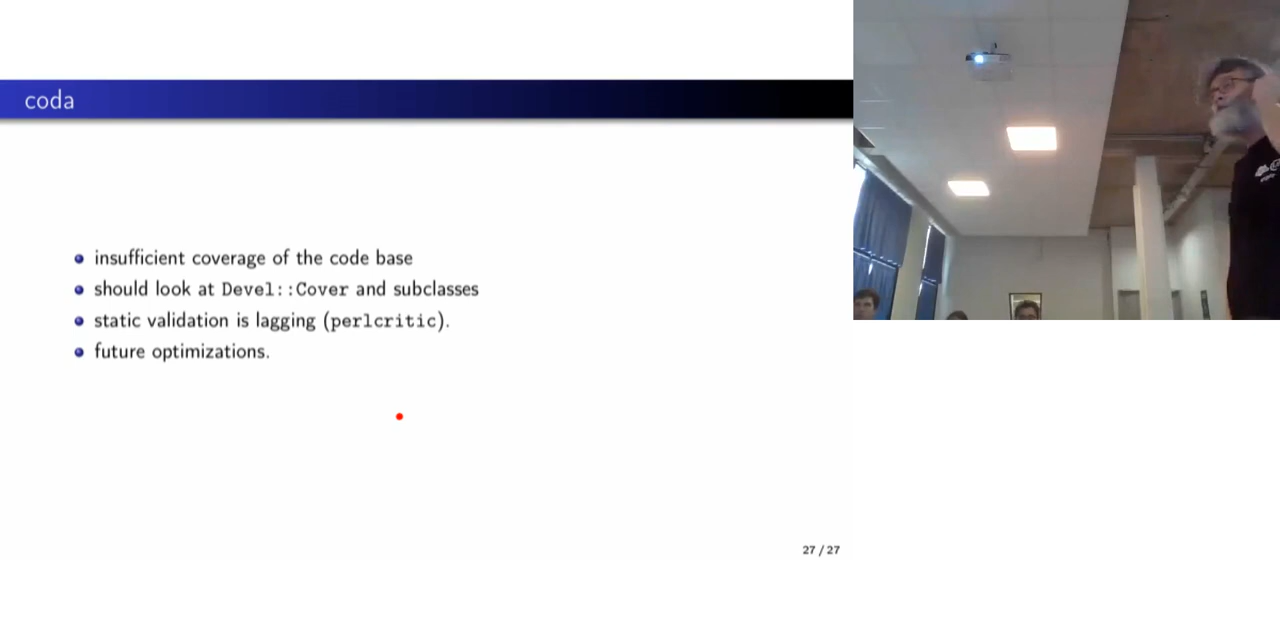 coda
insufficient coverage of the code base
should look at Devel::Cover and subclasses
static validation is lagging (perlcritic).
future optimizations.
27 / 27